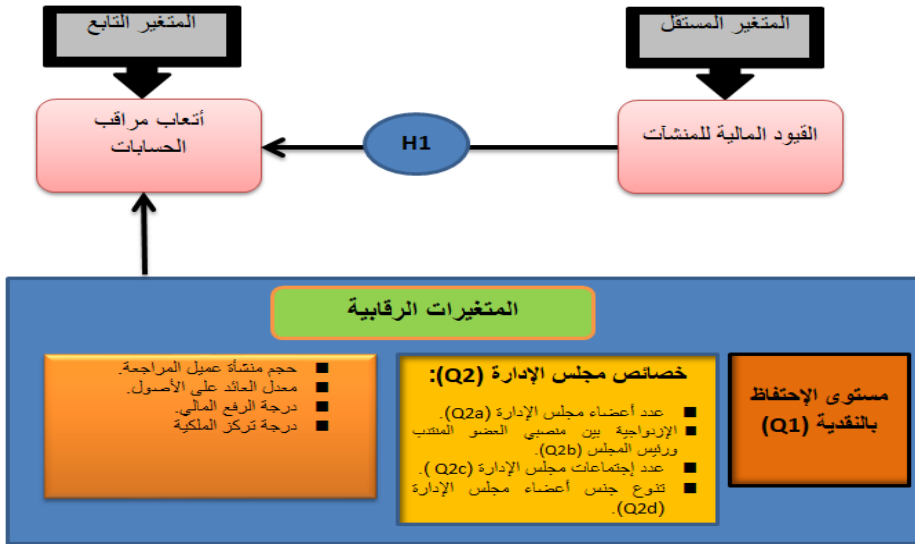 المتغير المستقل
المتغير التابع
القيود المالية للمنشآت
H1
أتعاب مراقب
الحسابات
المتغيرات الرقابية
مستوى الإحتفاظ
بالنقدية (Q1)
خصائص مجلس الإدارة (Q2):
■ عدد أعضاء مجلس الإدارة (Q2a).
■ الإزدواجية بين منصبي العضو المنتدب
ورئيس المجلس (Q2b).
■ عدد إجتماعات مجلس الإدارة (Q2c ).
■ تنوع جنس أعضاء مجلس الإدارة
(Q2d).
■ حجم منشأة عميل المراجعة.
■ معدل العائد على الأصول.
■ درجة الرفع المالي.
■ درجة تركز الملكية